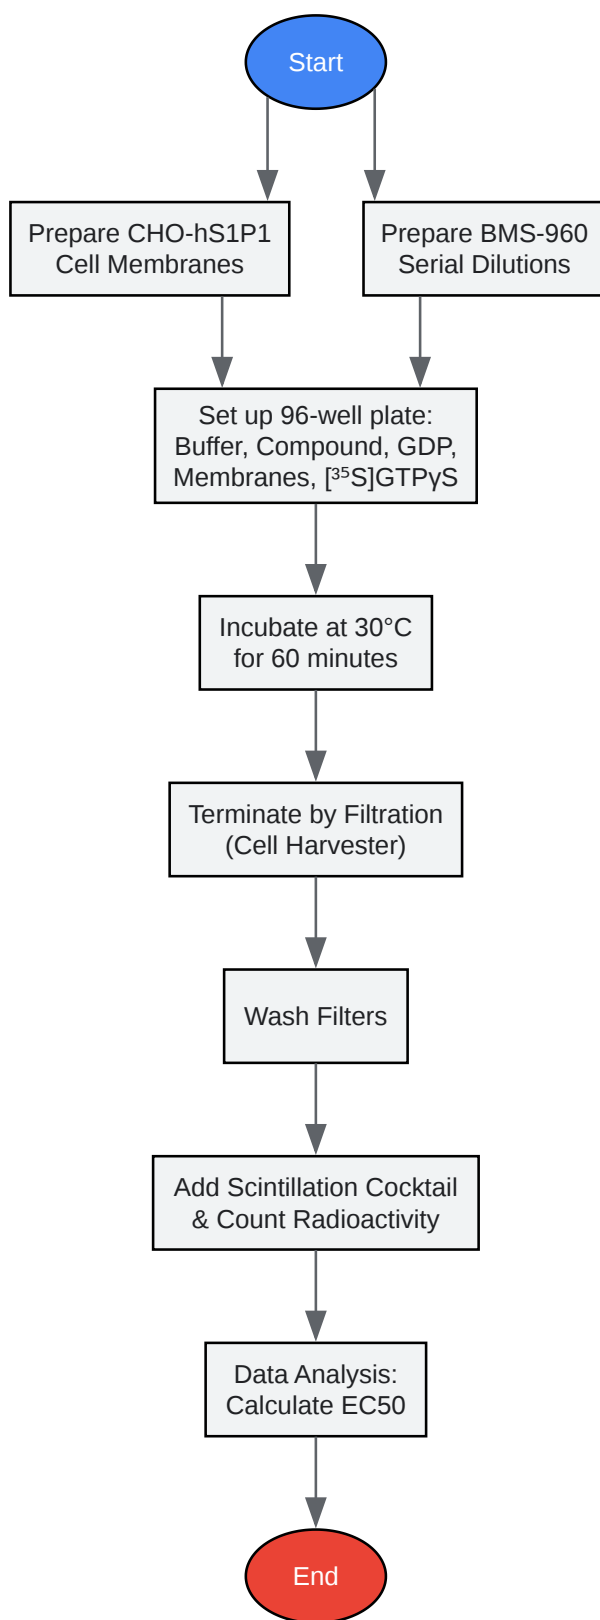 Start
Prepare CHO-hS1P1
Cell Membranes
Prepare BMS-960
Serial Dilutions
Set up 96-well plate:
Buffer, Compound, GDP,
Membranes, [³⁵S]GTPγS
Incubate at 30°C
for 60 minutes
Terminate by Filtration
(Cell Harvester)
Wash Filters
Add Scintillation Cocktail
& Count Radioactivity
Data Analysis:
Calculate EC50
End